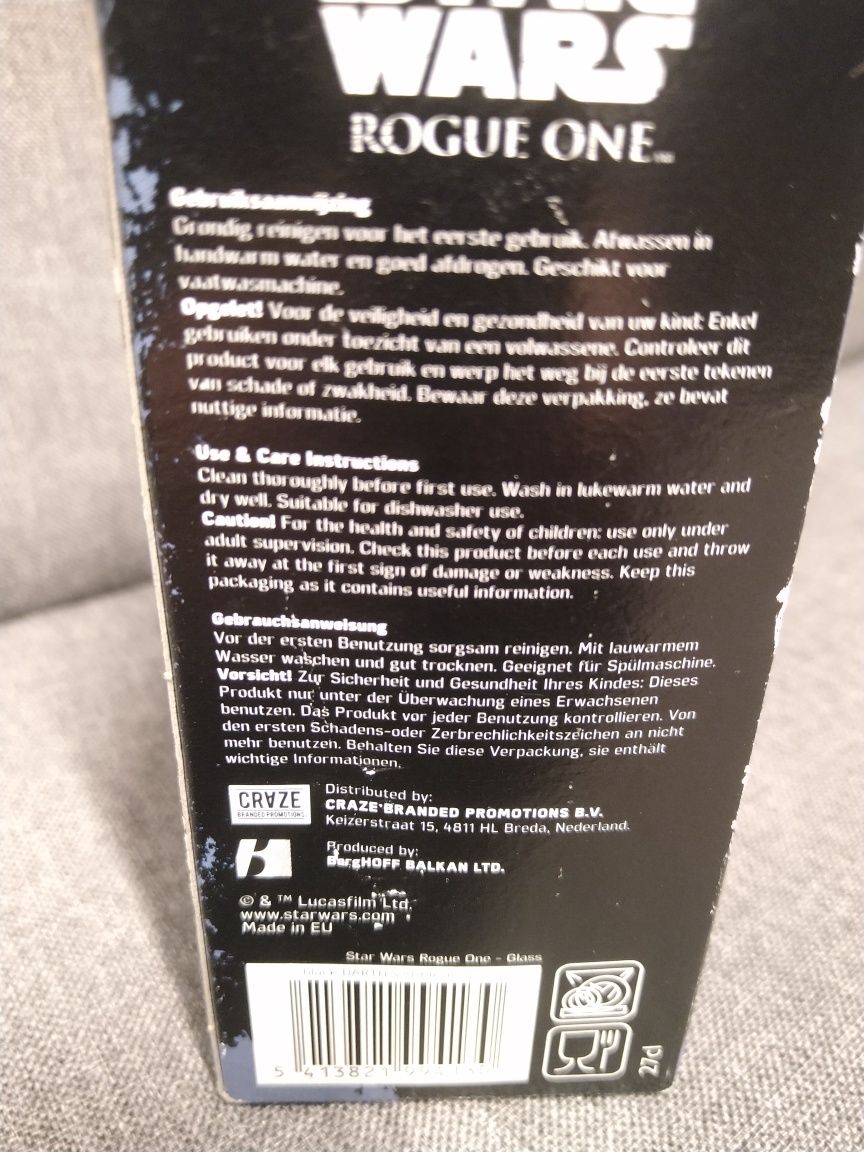 STAR
WARS
ROGUE ONE™
Gebruiksaanwijzing
Grondig reinigen voor het eerste gebruik. Afwassen in
handwarm water en goed afdrogen. Geschikt voor
vaatwasmachine.
Opgelet! Voor de veiligheid en gezondheid van uw kind: Enkel
gebruiken onder toezicht van een volwassene. Controleer dit
product voor elk gebruik en werp het weg bij de eerste tekenen
van schade of zwakheid. Bewaar deze verpakking, ze bevat
nuttige informatie.
Use & Care Instructions
Clean thoroughly before first use. Wash in lukewarm water and
dry well. Suitable for dishwasher use.
Caution! For the health and safety of children: use only under
adult supervision. Check this product before each use and throw
it away at the first sign of damage or weakness. Keep this
packaging as it contains useful information.
Gebrauchsanweisung
Vor der ersten Benutzung sorgsam reinigen. Mit lauwarmem
Wasser waschen und gut trocknen. Geeignet für Spülmaschine.
Vorsicht! Zur Sicherheit und Gesundheit Ihres Kindes: Dieses
Produkt nur unter der Überwachung eines Erwachsenen
benutzen. Das Produkt vor jeder Benutzung kontrollieren. Von
den ersten Schadens-oder Zerbrechlichkeitszeichen an nicht
mehr benutzen. Behalten Sie diese Verpackung, sie enthält
wichtige Informationen.
CRAZE
BRANDED PROMOTIONS
Distributed by:
CRAZE BRANDED PROMOTIONS B.V.
Keizerstraat 15, 4811 HL Breda, Nederland.
Produced by:
BergHOFF BALKAN LTD.
© & ™ Lucasfilm Ltd.
www.starwars.com
Made in EU
Star Wars Rogue One - Glass
black DARTH
5 413821
27cl